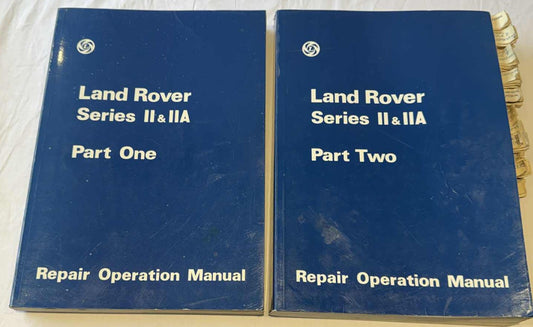 Land Rover
Series II & IIA
Part One
Repair Operation Manual
Land Rover
Series II & IIA
Part Two
Repair Operation Manual